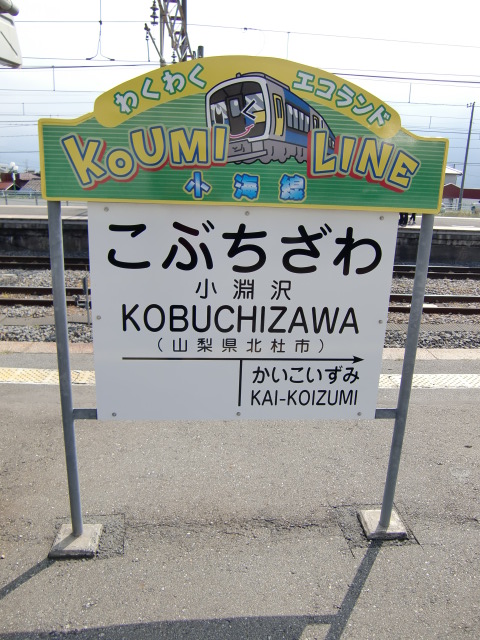 わくわく エコランド
KOUMI LINE
小海線
こぶちざわ
小淵沢
KOBUCHIZAWA
(山梨県北杜市)
かいこいずみ
KAI-KOIZUMI